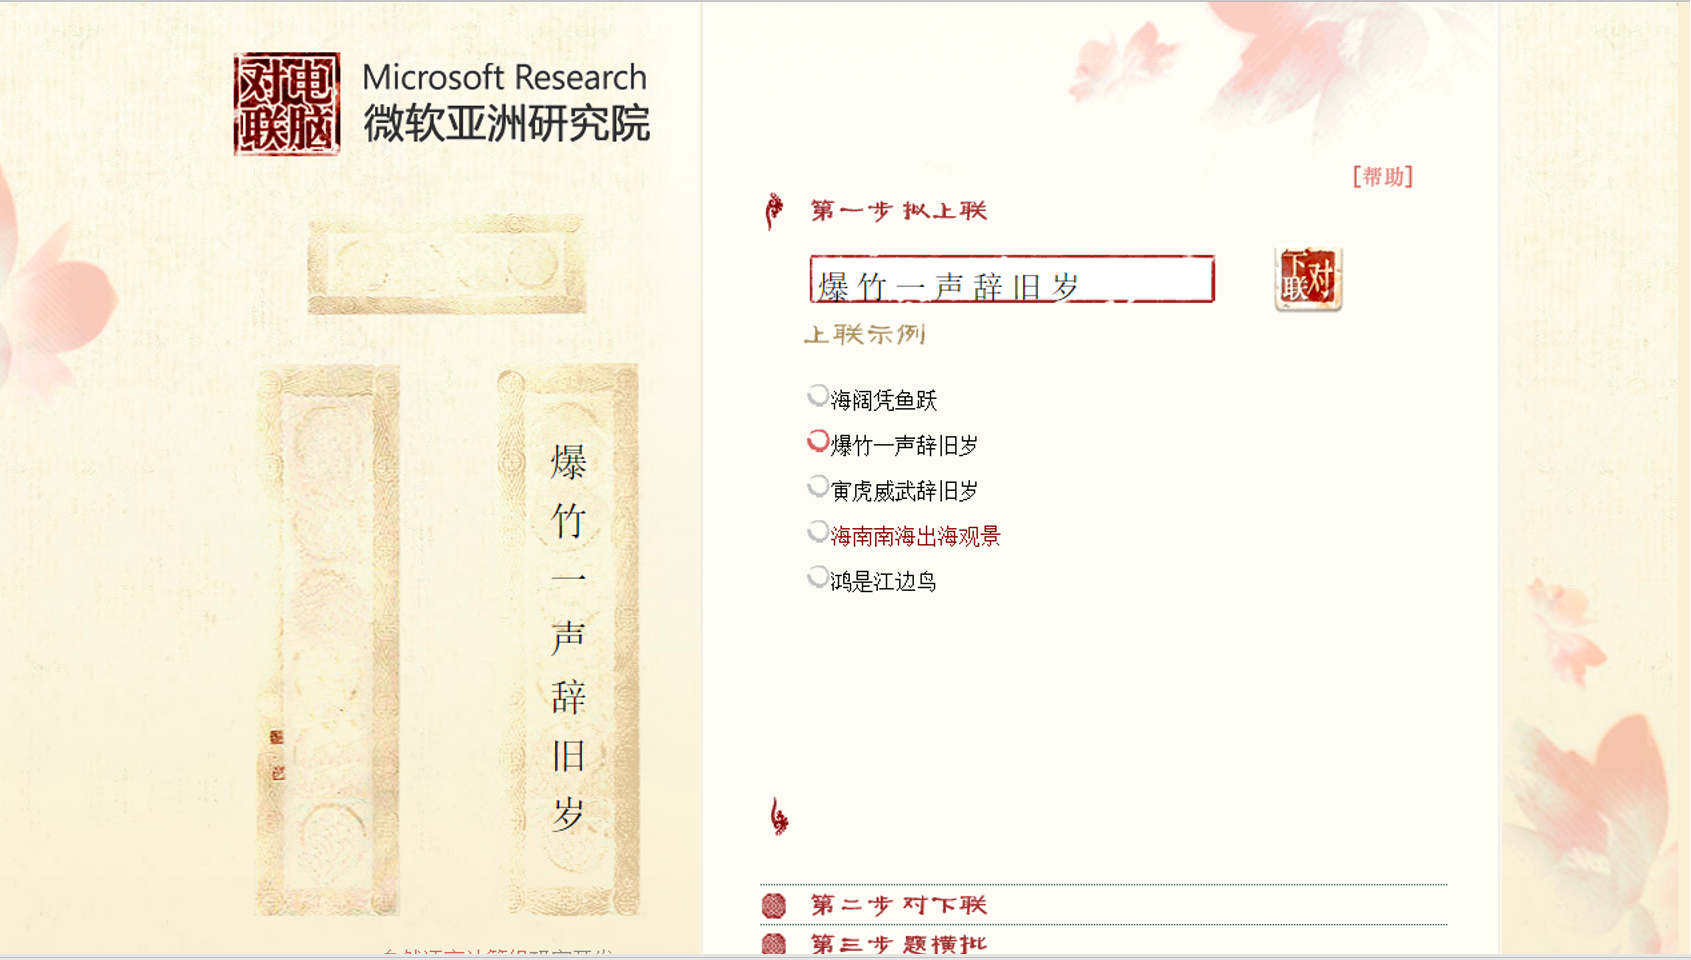 电脑对联
Microsoft Research
微软亚洲研究院
[帮助]
第一步 拟上联
爆竹一声辞旧岁
对下联
上联示例
海阔凭鱼跃
爆竹一声辞旧岁
寅虎威武辞旧岁
海南南海出海观景
鸿是江边鸟
爆竹一声辞旧岁
第二步 对下联
第三步 题横批